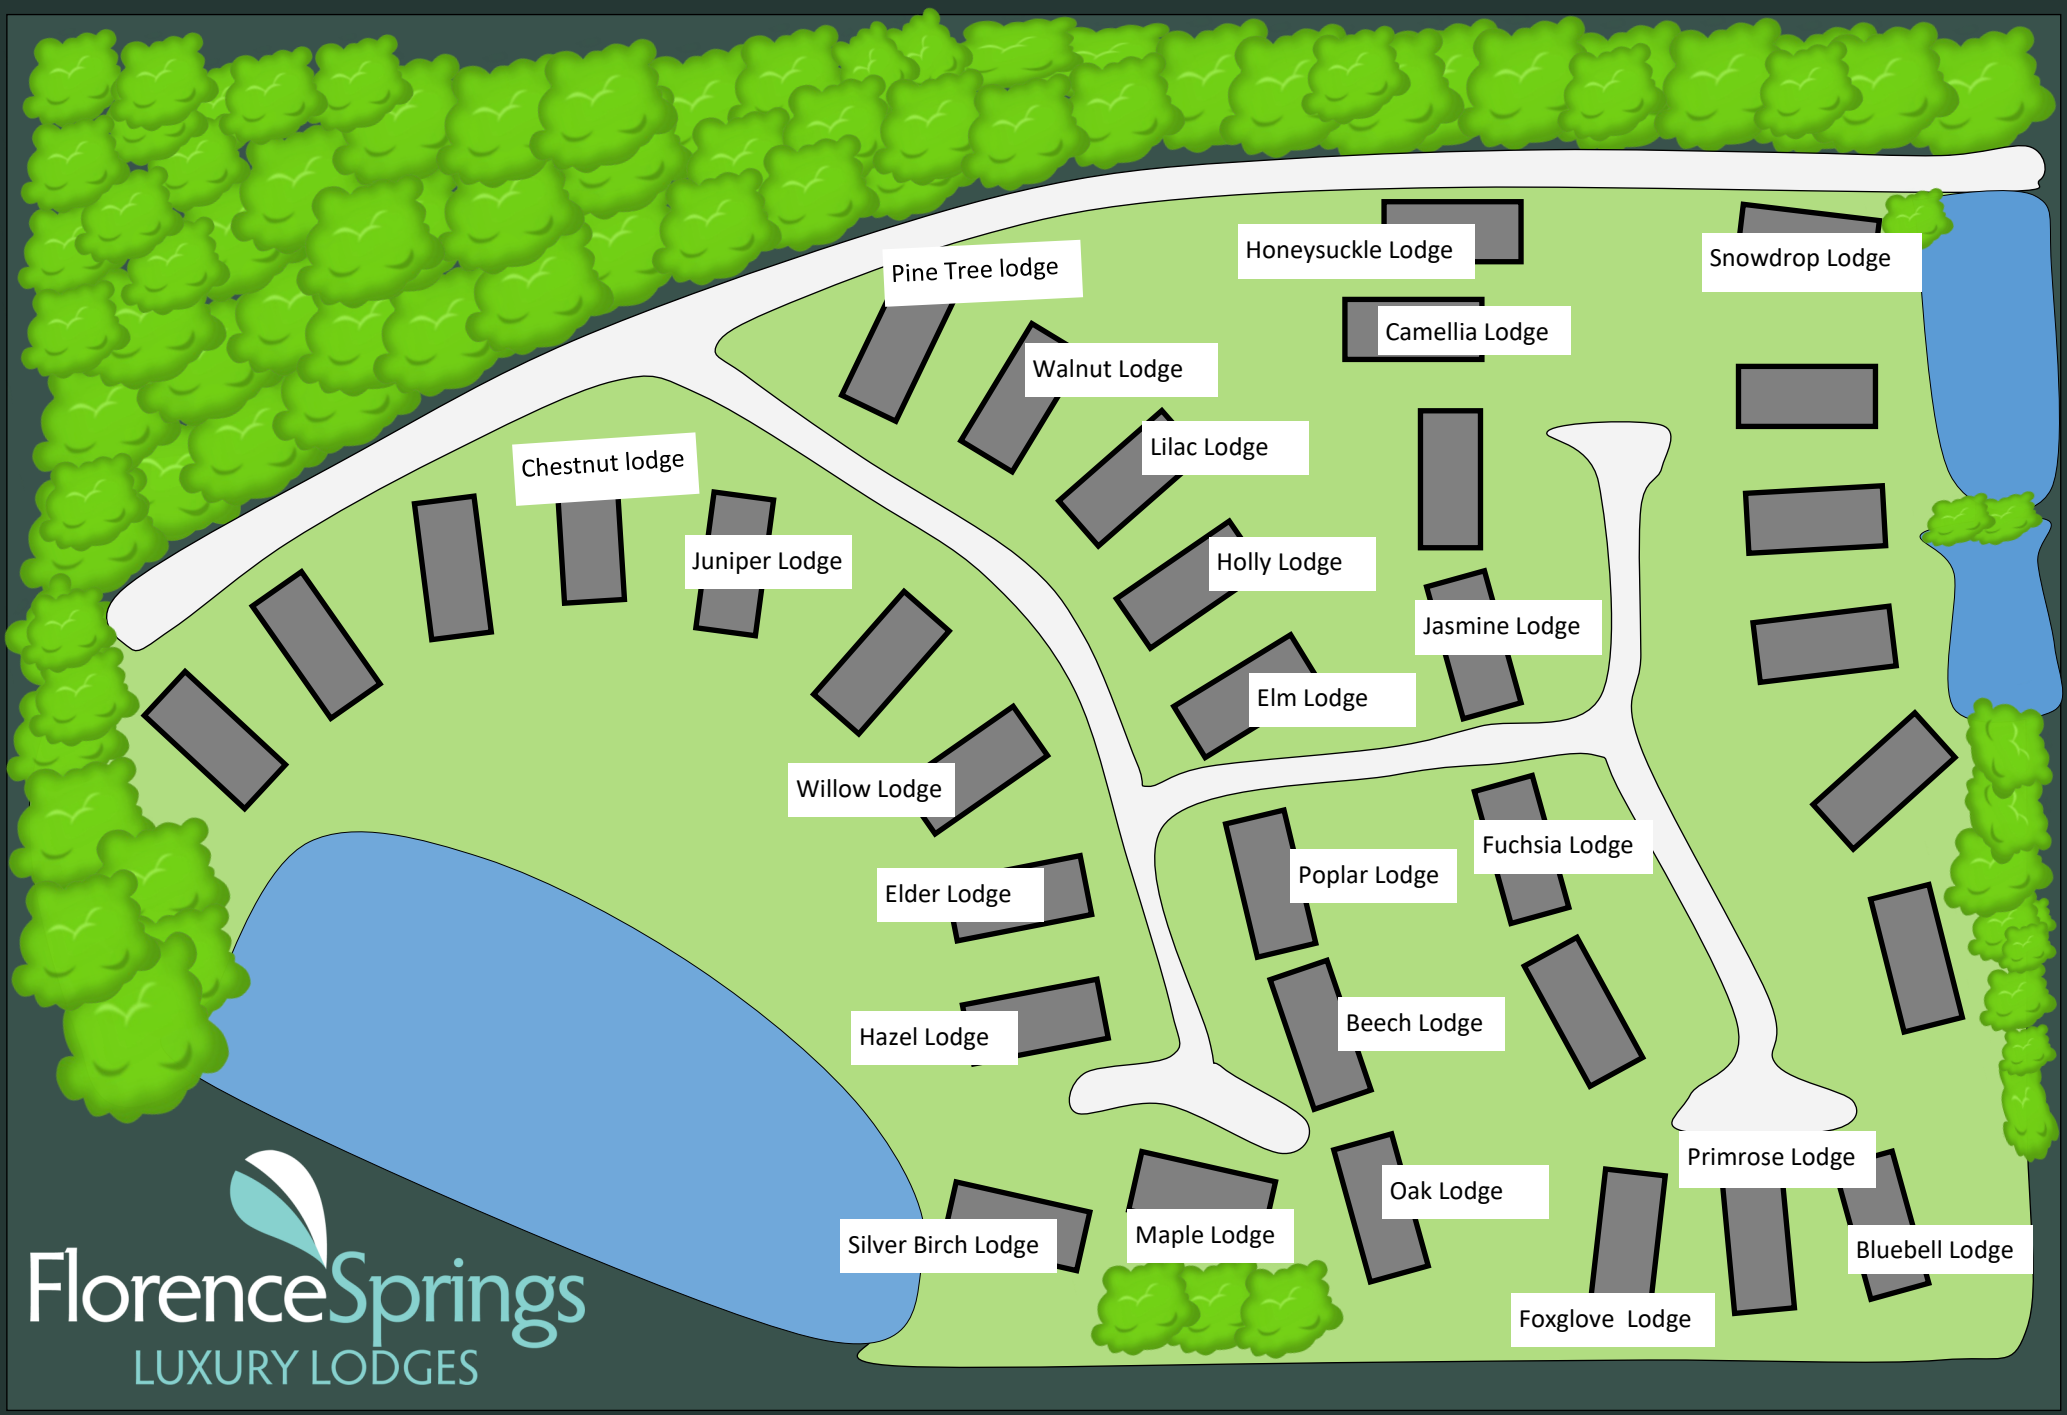 Honeysuckle Lodge
Snowdrop Lodge
Pine Tree lodge
Camellia Lodge
Walnut Lodge
Lilac Lodge
Chestnut lodge
Juniper Lodge
Holly Lodge
Jasmine Lodge
Elm Lodge
Willow Lodge
Fuchsia Lodge
Poplar Lodge
Elder Lodge
Beech Lodge
Hazel Lodge
Primrose Lodge
Oak Lodge
Maple Lodge
Silver Birch Lodge
Bluebell Lodge
Foxglove  Lodge
FlorenceSprings
LUXURY LODGES